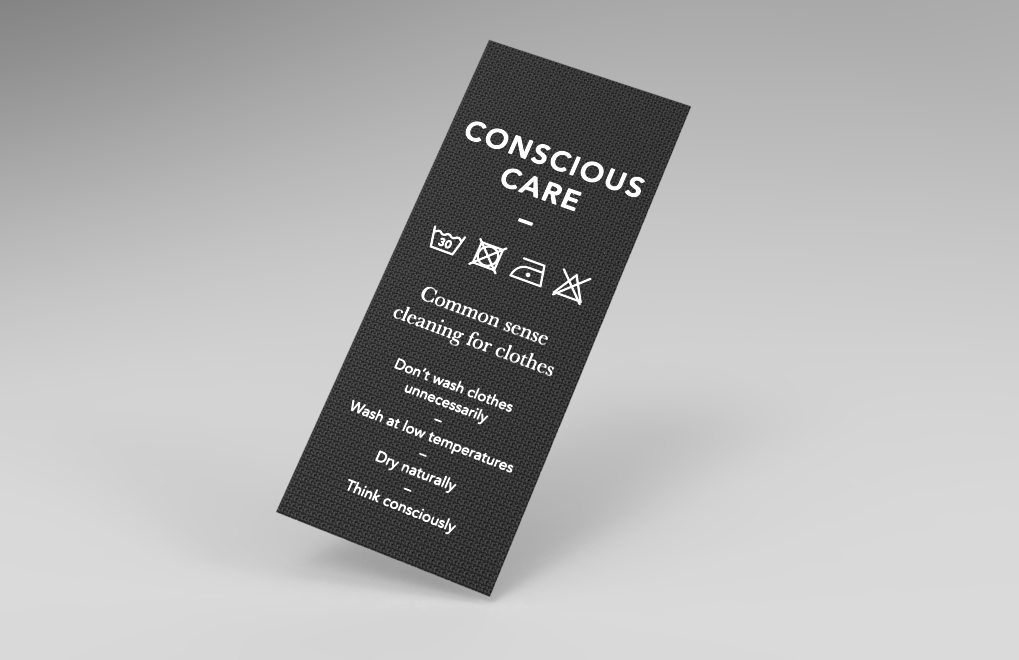 CONSCIOUS
CARE
–
30
Common sense
cleaning for clothes
Don't wash clothes
unnecessarily
–
Wash at low temperatures
–
Dry naturally
–
Think consciously